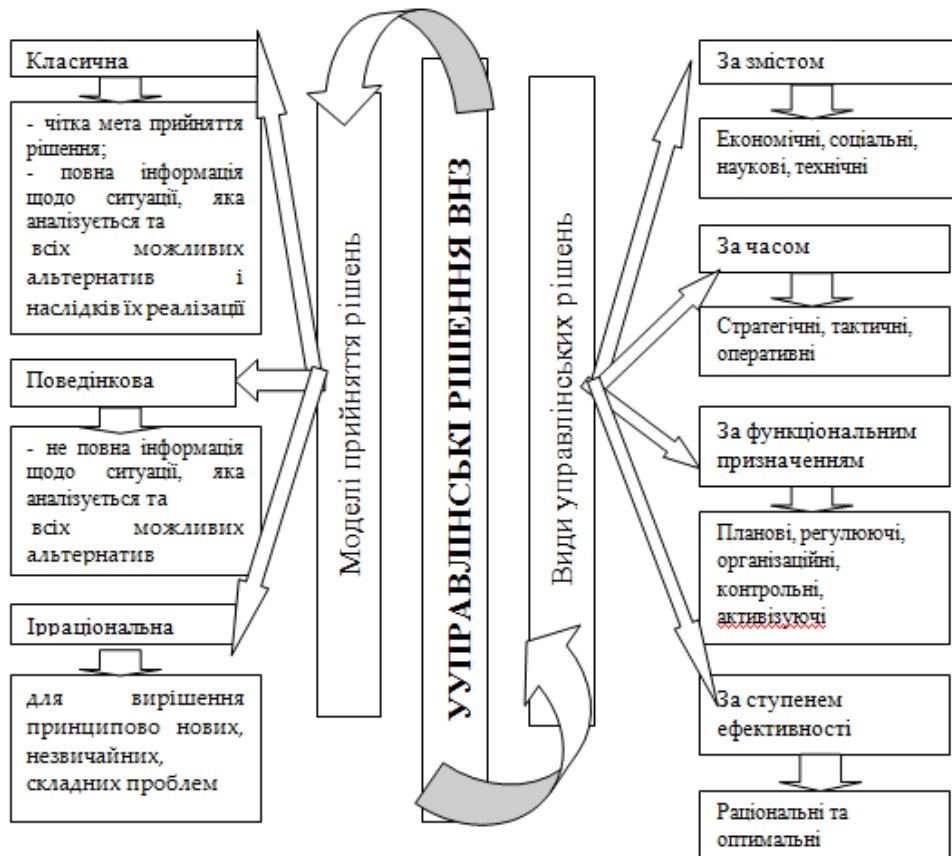 Класична
- чітка мета прийняття
рішення;
- повна інформація
щодо ситуації, яка
аналізується та
всіх можливих
альтернатив і
наслідків їх реалізації
Поведінкова
- не повна інформація
щодо ситуації, яка
аналізується та
всіх можливих
альтернатив
Ірраціональна
для вирішення
принципово нових,
незвичайних,
складних проблем
Моделі прийняття рішень
УУПРАВЛІНСЬКІ РІШЕННЯ ВНЗ
Види управлінських рішень
За змістом
Економічні, соціальні,
наукові, технічні
За часом
Стратегічні, тактичні,
оперативні
За функціональним
призначенням
Планові, регулюючі,
організаційні,
контрольні,
активізуючі
За ступенем
ефективності
Раціональні та
оптимальні